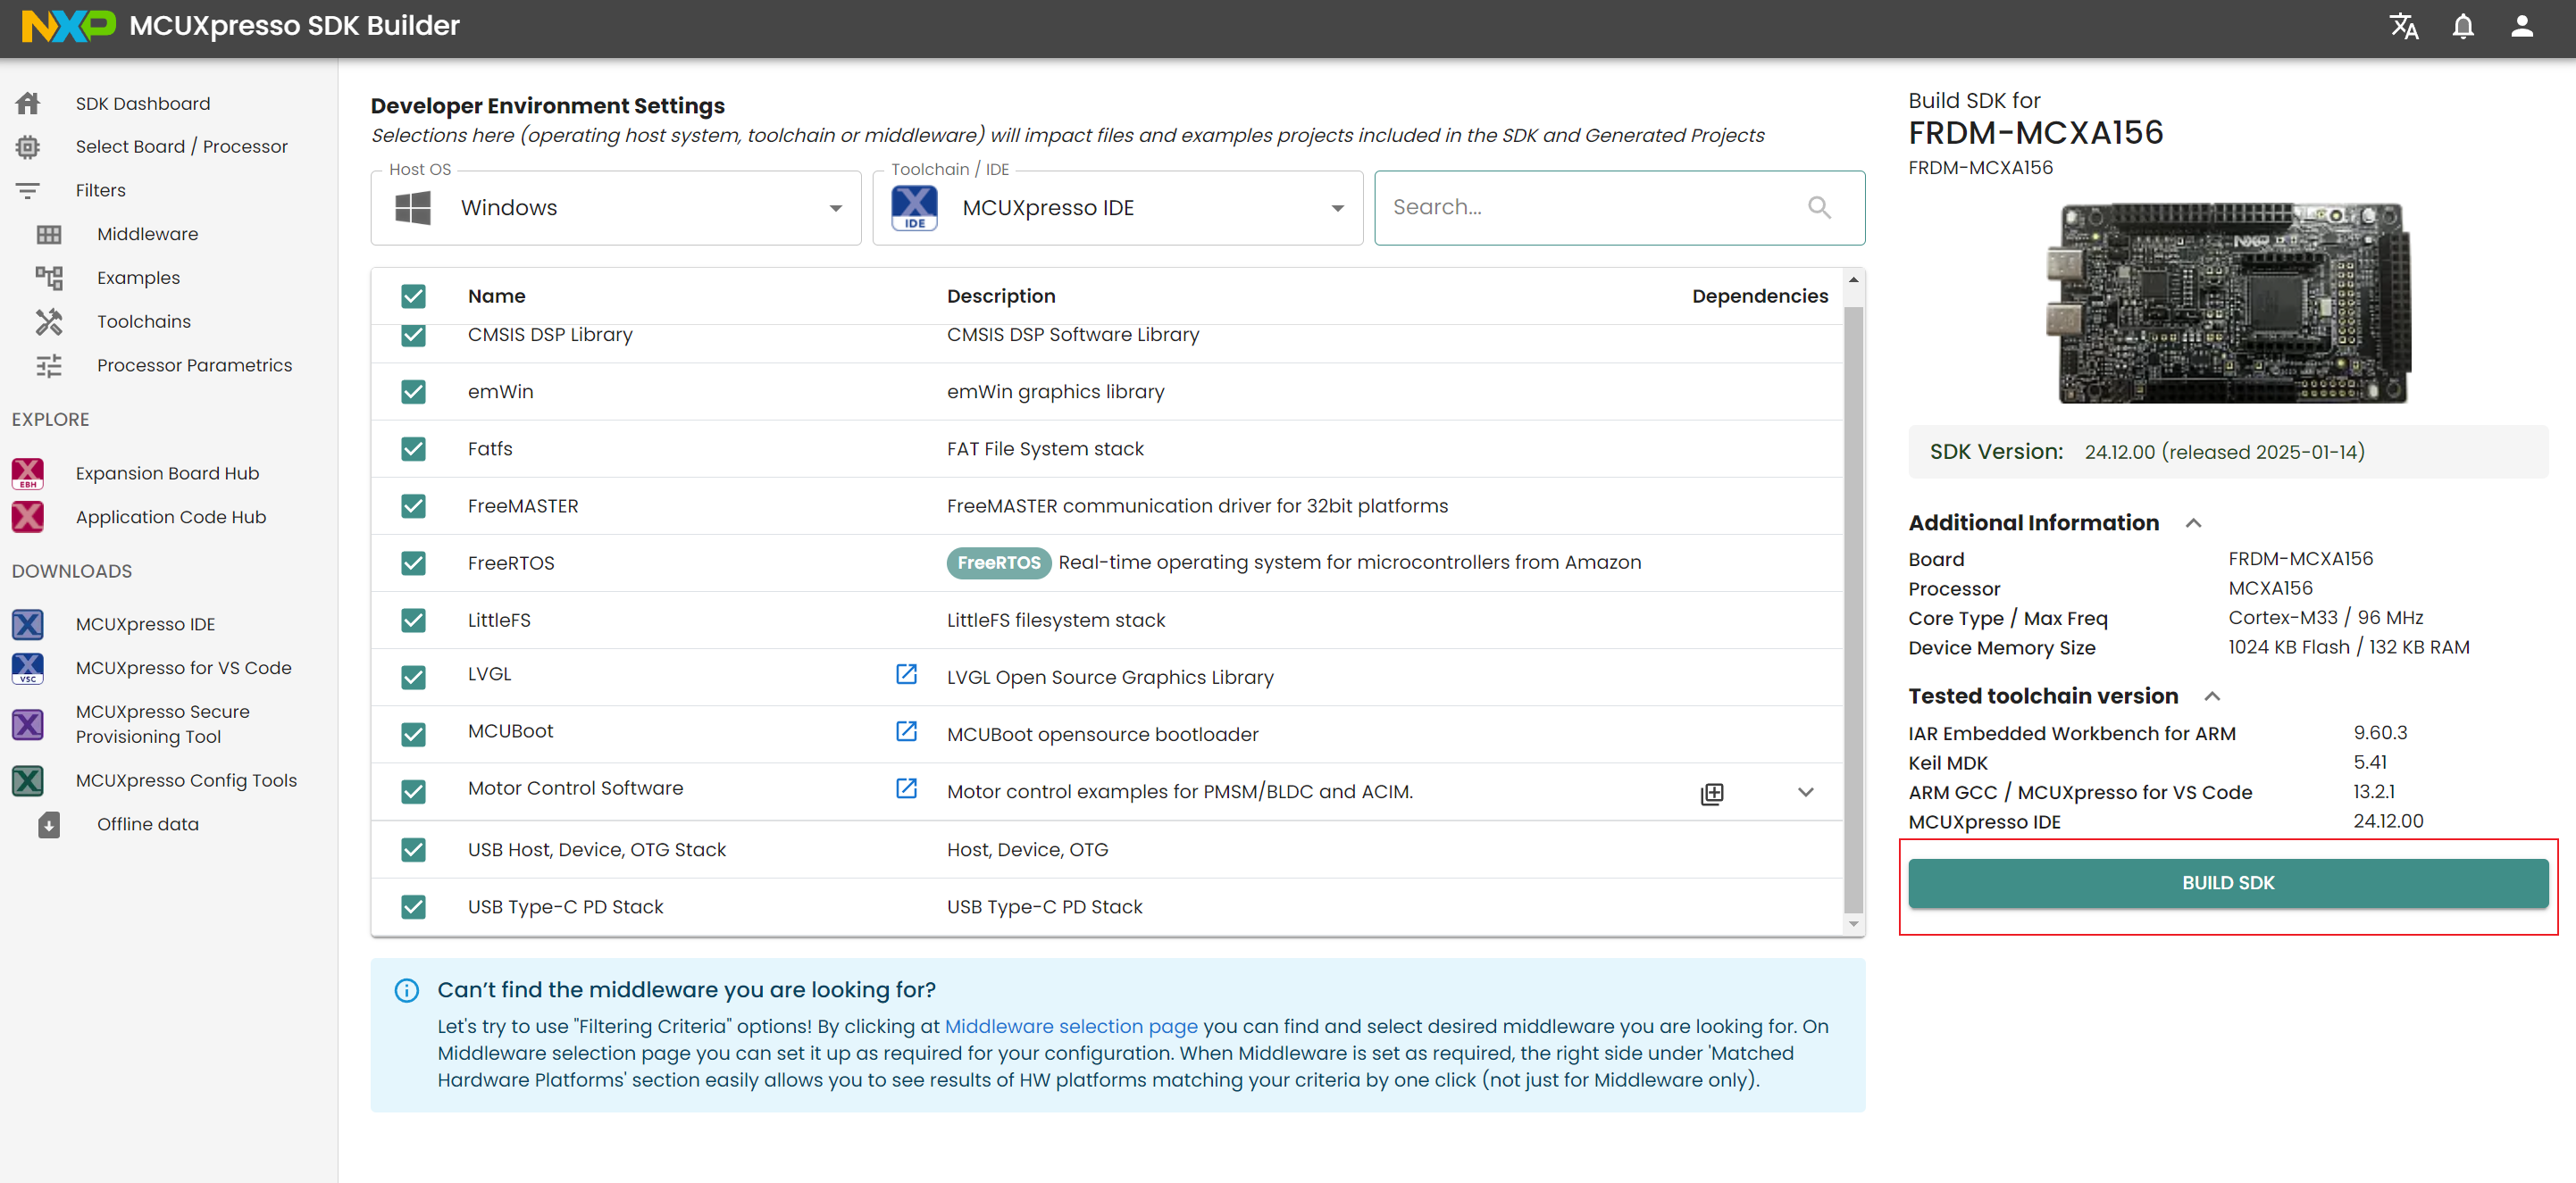 NXP MCUXpresso SDK Builder
SDK Dashboard
Select Board / Processor
Filters
Middleware
Examples
Toolchains
Processor Parametrics
EXPLORE
EBH
Expansion Board Hub
Application Code Hub
DOWNLOADS
MCUXpresso IDE
VSC
MCUXpresso for VS Code
MCUXpresso Secure
Provisioning Tool
MCUXpresso Config Tools
Offline data
Developer Environment Settings
Selections here (operating host system, toolchain or middleware) will impact files and examples projects included in the SDK and Generated Projects
Host OS
Windows
Toolchain / IDE
IDE
MCUXpresso IDE
Search...
Name Description Dependencies
CMSIS DSP Library CMSIS DSP Software Library
emWin emWin graphics library
Fatfs FAT File System stack
FreeMASTER FreeMASTER communication driver for 32bit platforms
FreeRTOS FreeRTOS Real-time operating system for microcontrollers from Amazon
LittleFS LittleFS filesystem stack
LVGL LVGL Open Source Graphics Library
MCUBoot MCUBoot opensource bootloader
Motor Control Software Motor control examples for PMSM/BLDC and ACIM.
USB Host, Device, OTG Stack Host, Device, OTG
USB Type-C PD Stack USB Type-C PD Stack
Can't find the middleware you are looking for?
Let's try to use "Filtering Criteria" options! By clicking at Middleware selection page you can find and select desired middleware you are looking for. On
Middleware selection page you can set it up as required for your configuration. When Middleware is set as required, the right side under 'Matched
Hardware Platforms' section easily allows you to see results of HW platforms matching your criteria by one click (not just for Middleware only).
Build SDK for
FRDM-MCXA156
FRDM-MCXA156
NXP
SDK Version: 24.12.00 (released 2025-01-14)
Additional Information
Board FRDM-MCXA156
Processor MCXA156
Core Type / Max Freq Cortex-M33 / 96 MHz
Device Memory Size 1024 KB Flash / 132 KB RAM
Tested toolchain version
IAR Embedded Workbench for ARM 9.60.3
Keil MDK 5.41
ARM GCC / MCUXpresso for VS Code 13.2.1
MCUXpresso IDE 24.12.00
BUILD SDK